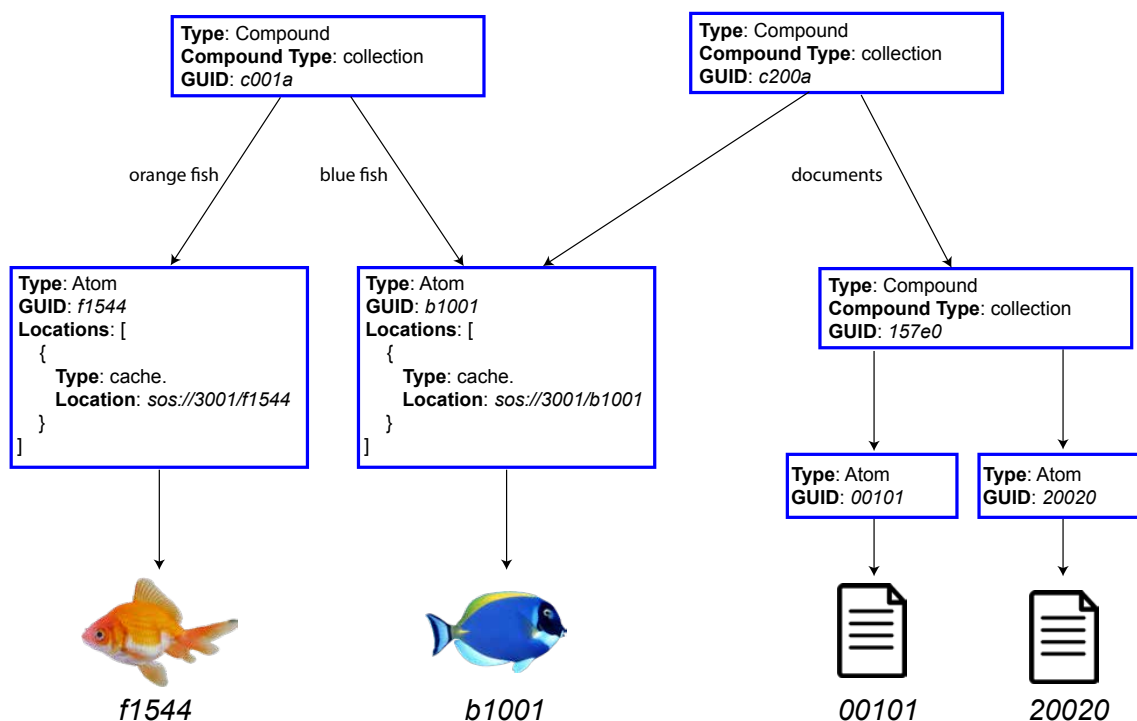 Type: Compound
Compound Type: collection
GUID: c001a
Type: Compound
Compound Type: collection
GUID: c200a
orange fish
blue fish
documents
Type: Atom
GUID: f1544
Locations: [
{
Type: cache.
Location: sos://3001/f1544
}
]
Type: Atom
GUID: b1001
Locations: [
{
Type: cache.
Location: sos://3001/b1001
}
]
Type: Compound
Compound Type: collection
GUID: 157e0
Type: Atom
GUID: 00101
Type: Atom
GUID: 20020
f1544
b1001
00101
20020